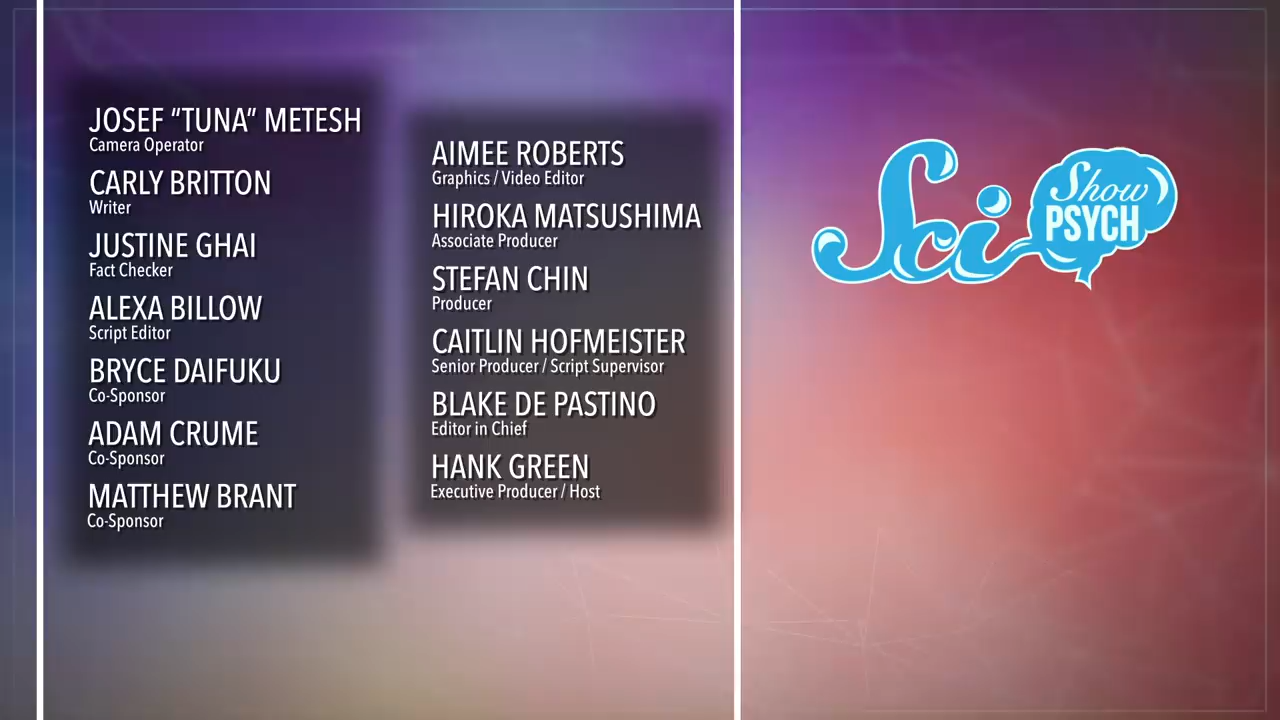 JOSEF “TUNA” METESH
Camera Operator
CARLY BRITTON
Writer
JUSTINE GHAI
Fact Checker
ALEXA BILLOW
Script Editor
BRYCE DAIFUKU
Co-Sponsor
ADAM CRUME
Co-Sponsor
MATTHEW BRANT
Co-Sponsor
AIMEE ROBERTS
Graphics / Video Editor
HIROKA MATSUSHIMA
Associate Producer
STEFAN CHIN
Producer
CAITLIN HOFMEISTER
Senior Producer / Script Supervisor
BLAKE DE PASTINO
Editor in Chief
HANK GREEN
Executive Producer / Host
Sci
Show
PSYCH